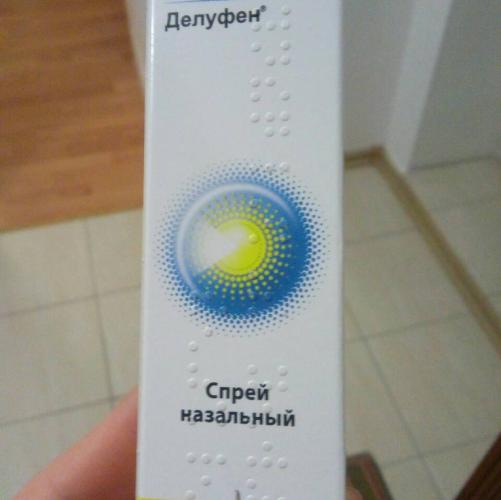 Делуфен®
Спрей
назальный